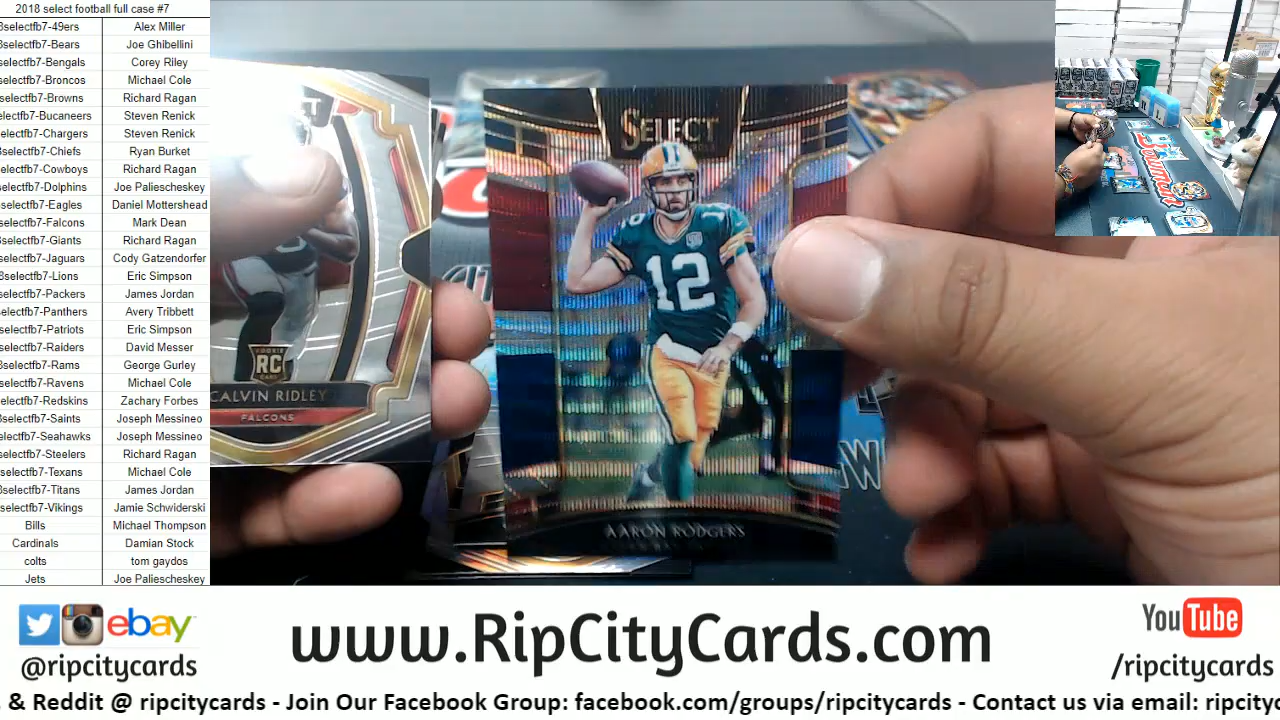 2018 select football full case #7
8selectfb7-49ers Alex Miller
8selectfb7-Bears Joe Ghibellini
selectfb7-Bengals Corey Riley
selectfb7-Broncos Michael Cole
selectfb7-Browns Richard Ragan
selectfb7-Bucaneers Steven Renick
selectfb7-Chargers Steven Renick
8selectfb7-Chiefs Ryan Burket
selectfb7-Cowboys Richard Ragan
selectfb7-Dolphins Joe Paliescheskey
selectfb7-Eagles Daniel Mottershead
selectfb7-Falcons Mark Dean
8selectfb7-Giants Richard Ragan
selectfb7-Jaguars Cody Gatzendorfer
8selectfb7-Lions Eric Simpson
selectfb7-Packers James Jordan
selectfb7-Panthers Avery Tribbett
selectfb7-Patriots Eric Simpson
selectfb7-Raiders David Messer
8selectfb7-Rams George Gurley
selectfb7-Ravens Michael Cole
selectfb7-Redskins Zachary Forbes
8selectfb7-Saints Joseph Messineo
electfb7-Seahawks Joseph Messineo
selectfb7-Steelers Richard Ragan
selectfb7-Texans Michael Cole
8selectfb7-Titans James Jordan
selectfb7-Vikings Jamie Schwiderski
Bills Michael Thompson
Cardinals Damian Stock
colts tom gaydos
Jets Joe Paliescheskey
SELECT
12
ROOKIE
RC
CARD
CALVIN RIDLEY
FALCONS
AARON RODGERS
Bowman
ebay
@ripcitycards
www.RipCityCards.com
YouTube
/ripcitycards
& Reddit @ ripcitycards - Join Our Facebook Group: facebook.com/groups/ripcitycards - Contact us via email: ripcity